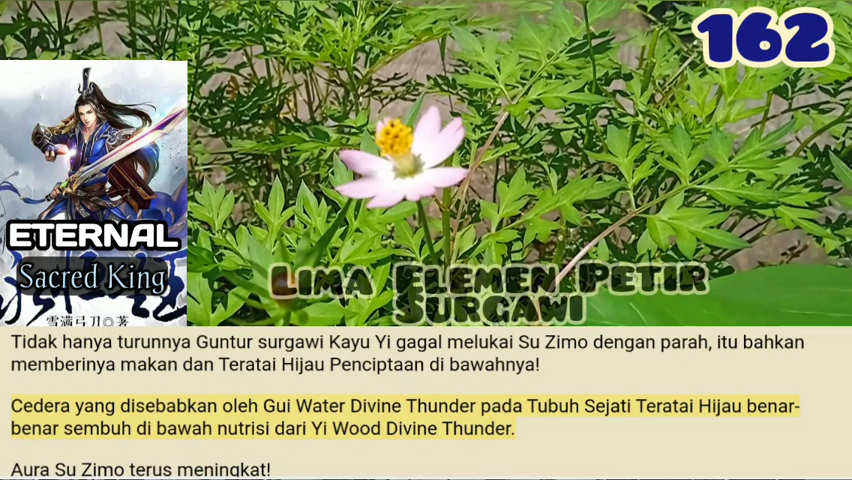 162
ETERNAL
Sacred King
雪满弓刀◎著
LIMA ELEMEN PETIR
SURGAWI
Tidak hanya turunnya Guntur surgawi Kayu Yi gagal melukai Su Zimo dengan parah, itu bahkan
memberinya makan dan Teratai Hijau Penciptaan di bawahnya!
Cedera yang disebabkan oleh Gui Water Divine Thunder pada Tubuh Sejati Teratai Hijau benar-
benar sembuh di bawah nutrisi dari Yi Wood Divine Thunder.
Aura Su Zimo terus meningkat!